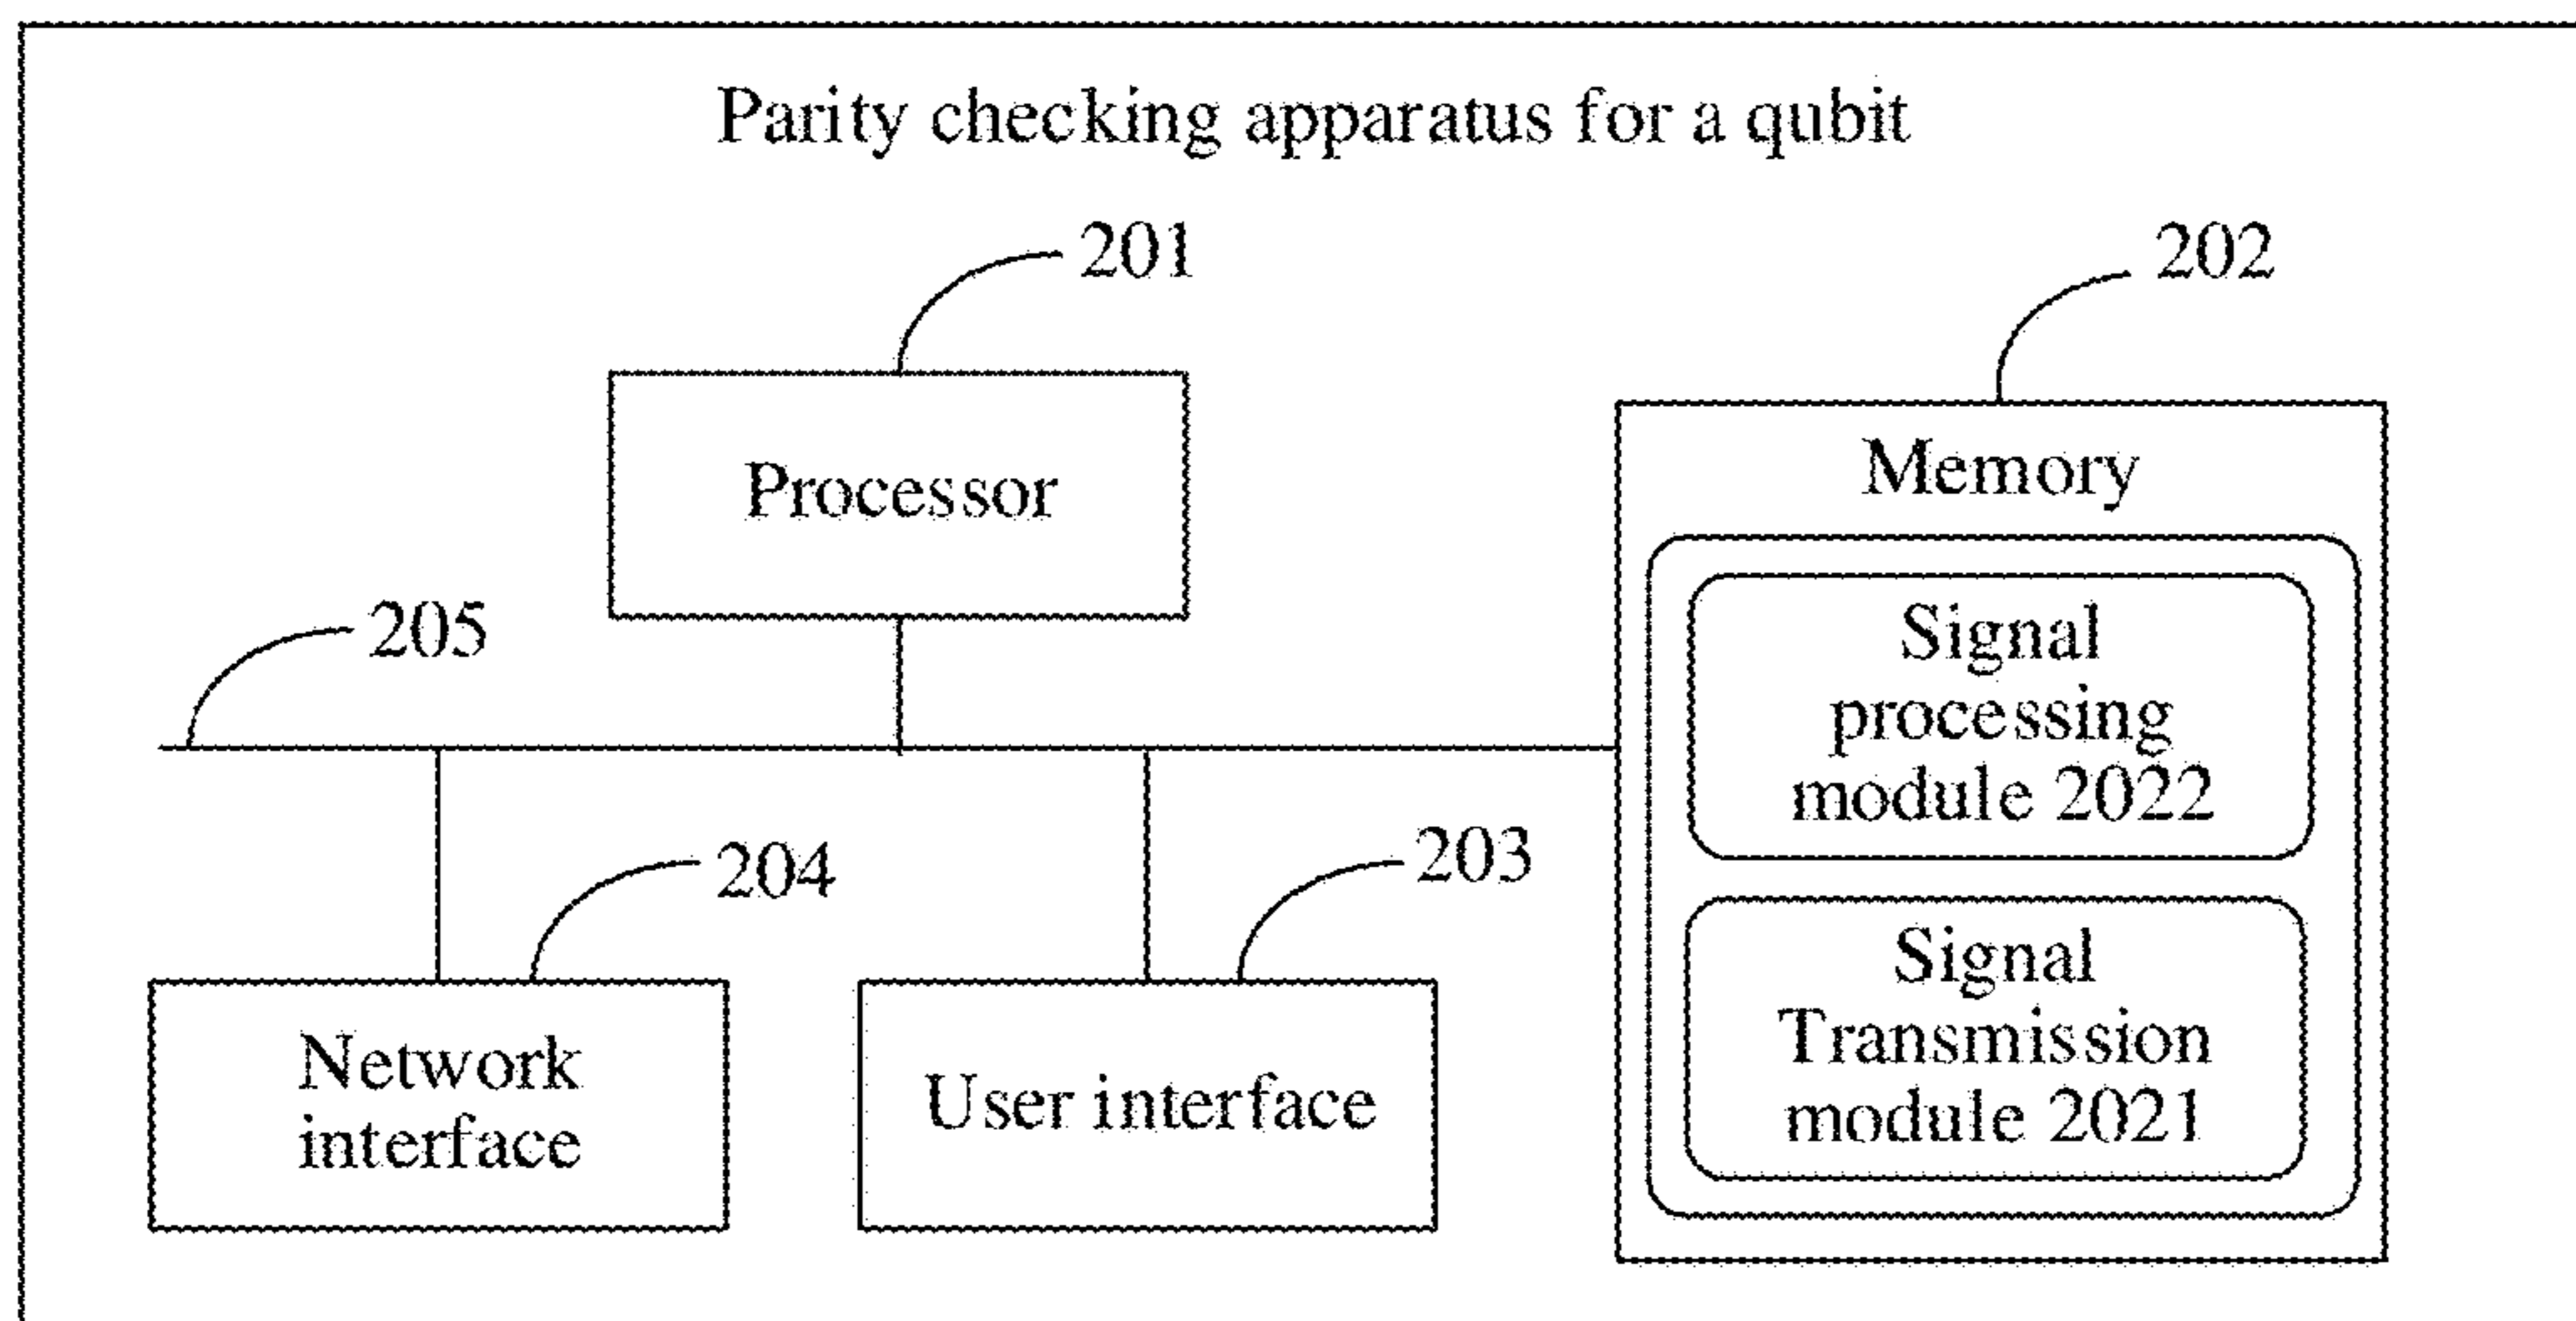 Parity checking apparatus for a qubit
201
202
Processor
Memory
205
Signal
processing
module 2022
204
203
Network
interface
User interface
Signal
Transmission
module 2021